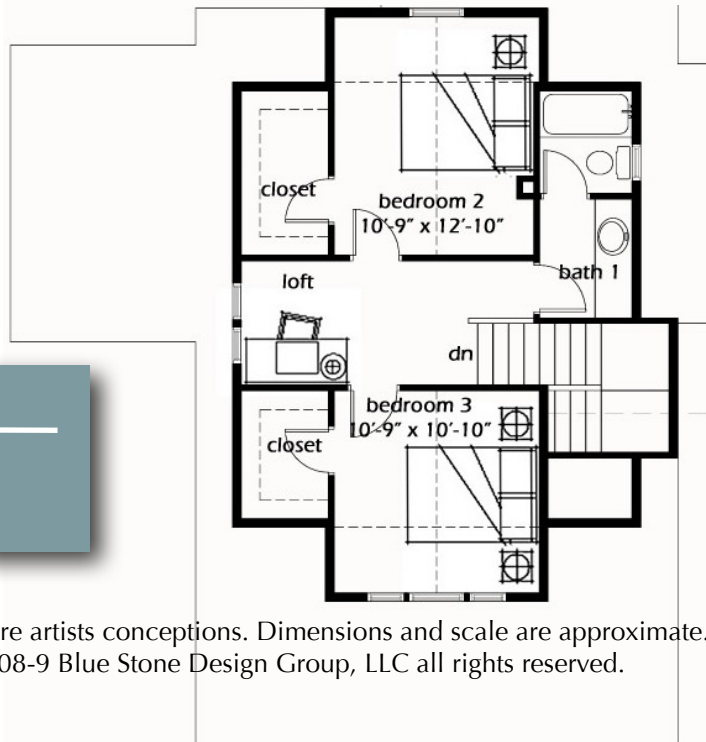 closet
bedroom 2
10'-9" x 12'-10"
loft
bath 1
dn
bedroom 3
10'-9" x 10'-10"
closet
re artists conceptions. Dimensions and scale are approximate.
08-9 Blue Stone Design Group, LLC all rights reserved.